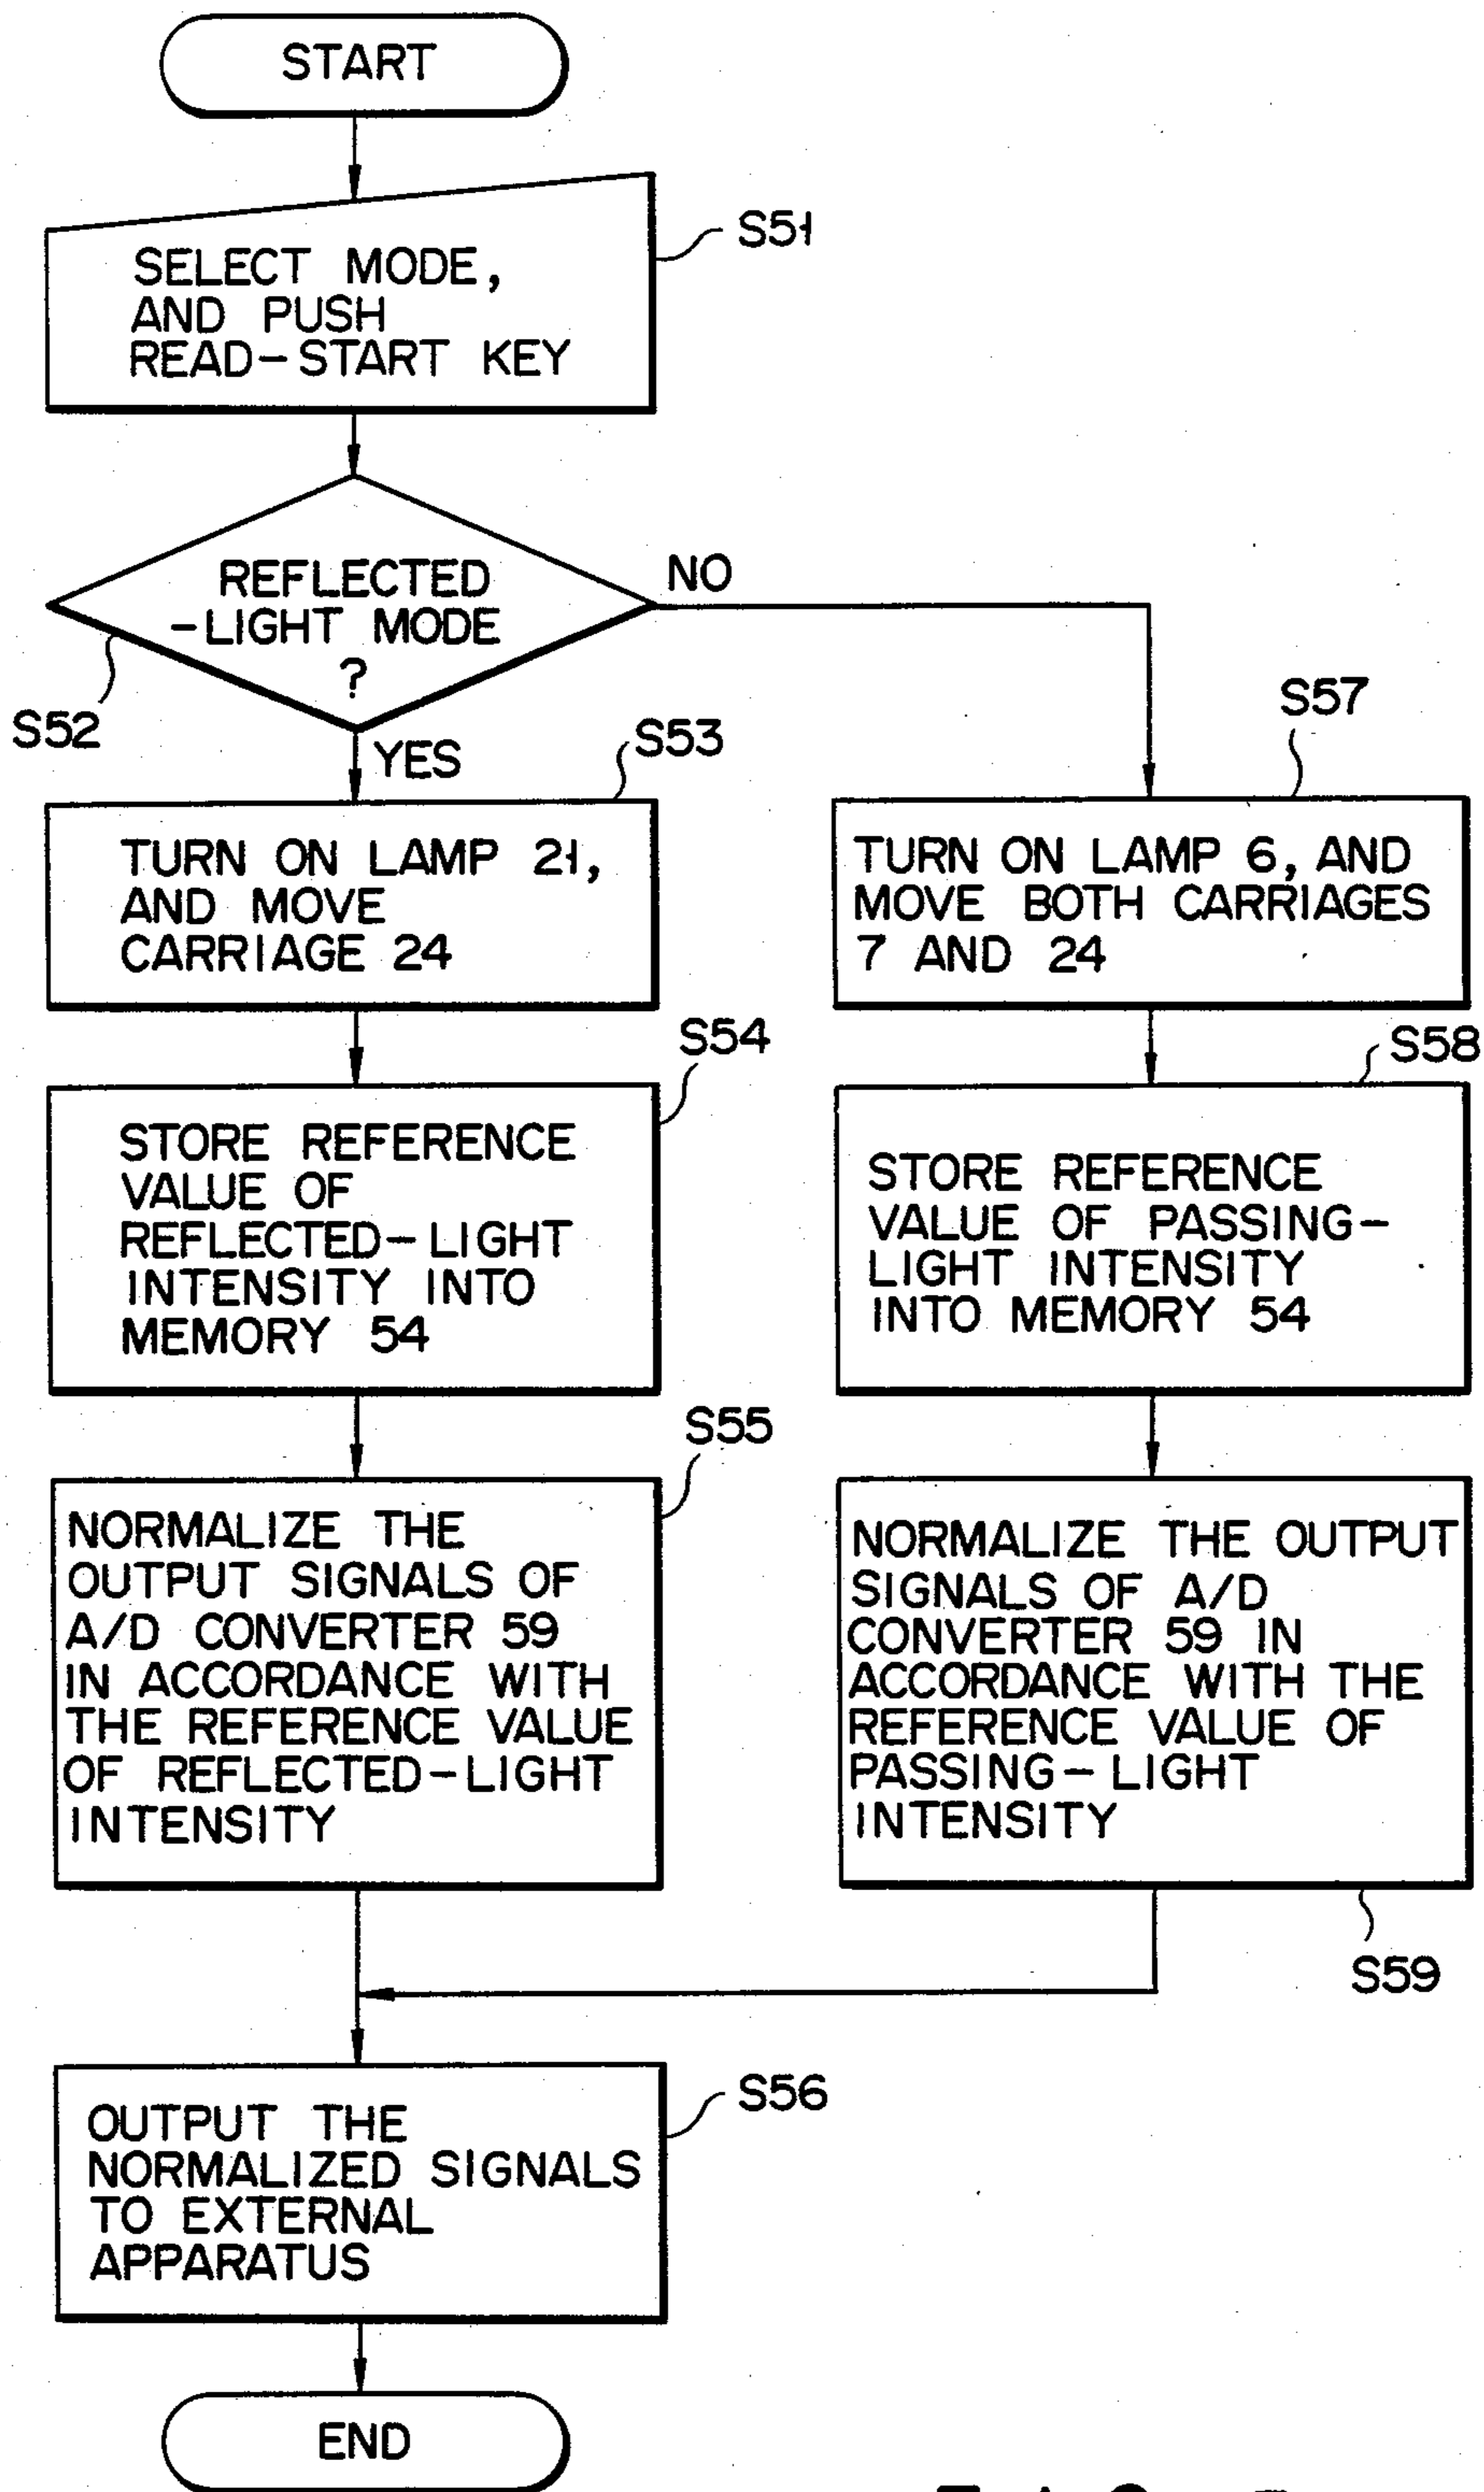 START
SELECT MODE,
AND PUSH
READ-START KEY
S51
REFLECTED
-LIGHT MODE
?
NO
S52
YES
S53
TURN ON LAMP 21,
AND MOVE
CARRIAGE 24
S57
TURN ON LAMP 6, AND
MOVE BOTH CARRIAGES
7 AND 24
S54
STORE REFERENCE
VALUE OF
REFLECTED-LIGHT
INTENSITY INTO
MEMORY 54
S58
STORE REFERENCE
VALUE OF PASSING-
LIGHT INTENSITY
INTO MEMORY 54
S55
NORMALIZE THE
OUTPUT SIGNALS OF
A/D CONVERTER 59
IN ACCORDANCE WITH
THE REFERENCE VALUE
OF REFLECTED-LIGHT
INTENSITY
NORMALIZE THE OUTPUT
SIGNALS OF A/D
CONVERTER 59 IN
ACCORDANCE WITH THE
REFERENCE VALUE OF
PASSING-LIGHT
INTENSITY
S59
S56
OUTPUT THE
NORMALIZED SIGNALS
TO EXTERNAL
APPARATUS
END